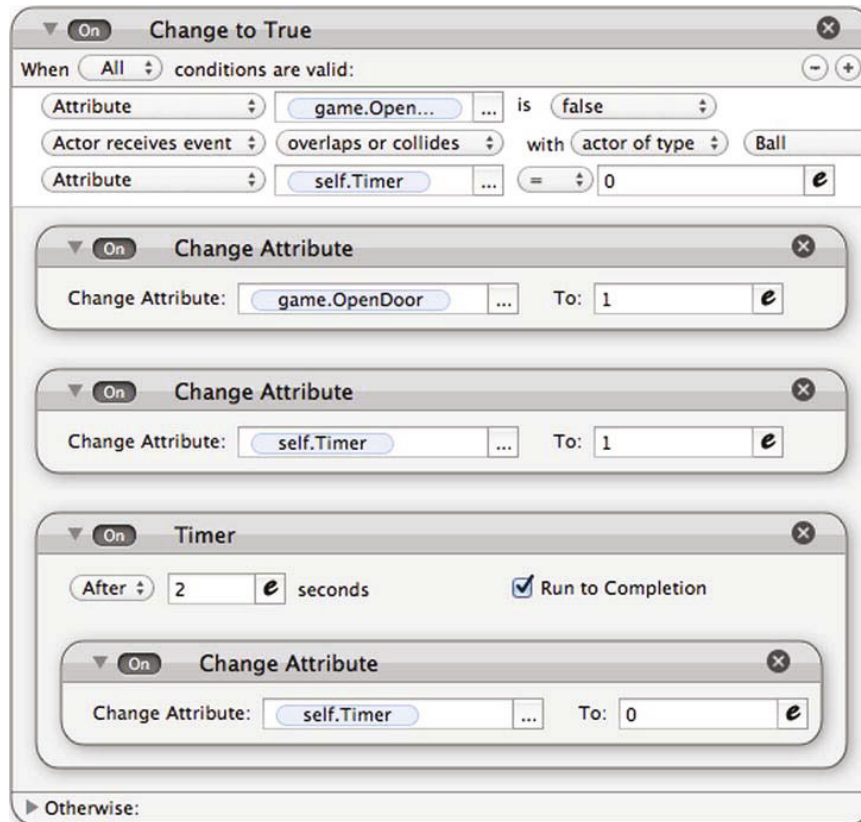 On Change to True
When All conditions are valid:
Attribute game.Open... ... is false
Actor receives event overlaps or collides with actor of type Ball
Attribute self.Timer ... = 0 e
On Change Attribute
Change Attribute: game.OpenDoor ... To: 1 e
On Change Attribute
Change Attribute: self.Timer ... To: 1 e
On Timer
After 2 e seconds Run to Completion
On Change Attribute
Change Attribute: self.Timer ... To: 0 e
Otherwise: